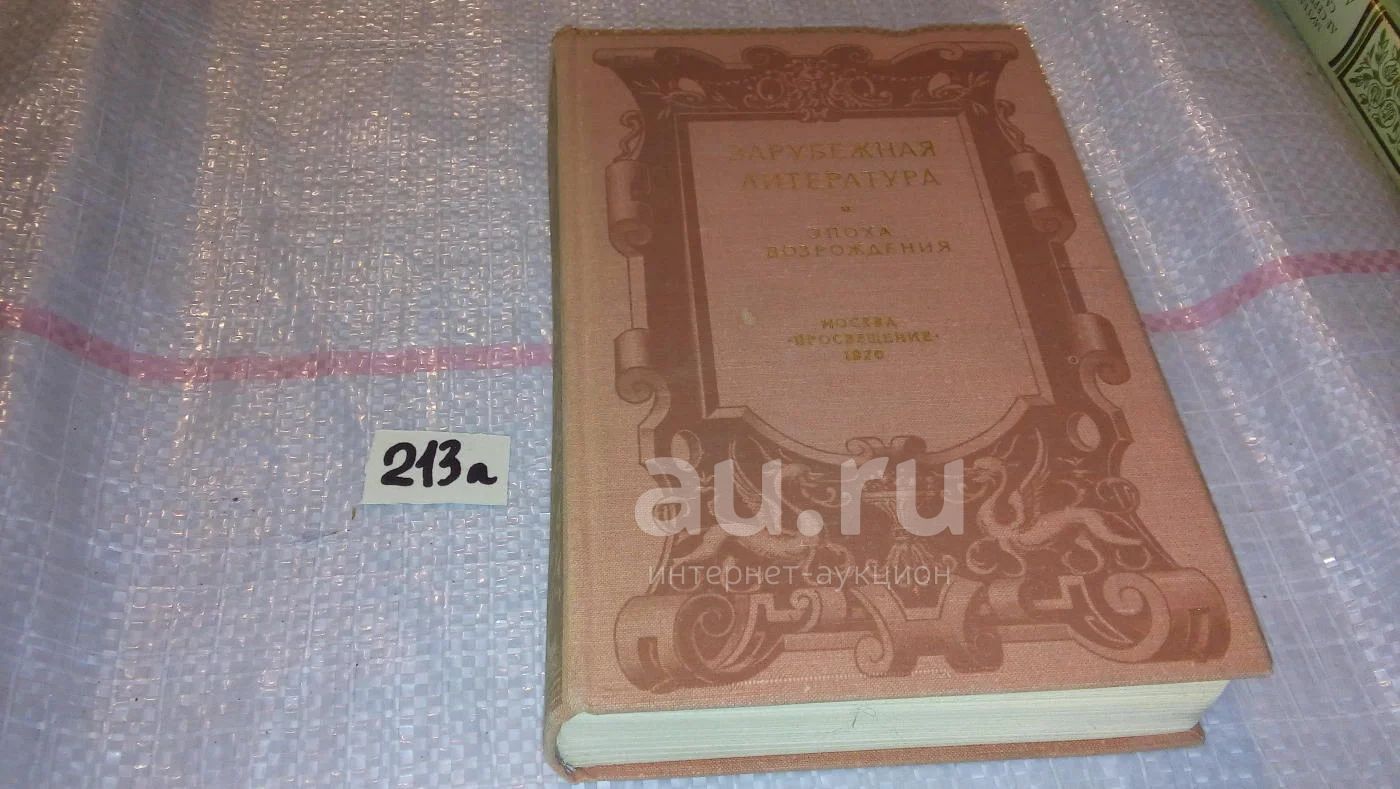 ЗАРУБЕЖНАЯ
ЛИТЕРАТУРА
ЭПОХА
ВОЗРОЖДЕНИЯ
МОСКВА
«ПРОСВЕЩЕНИЕ»
213а
au.ru
интернет-аукцион